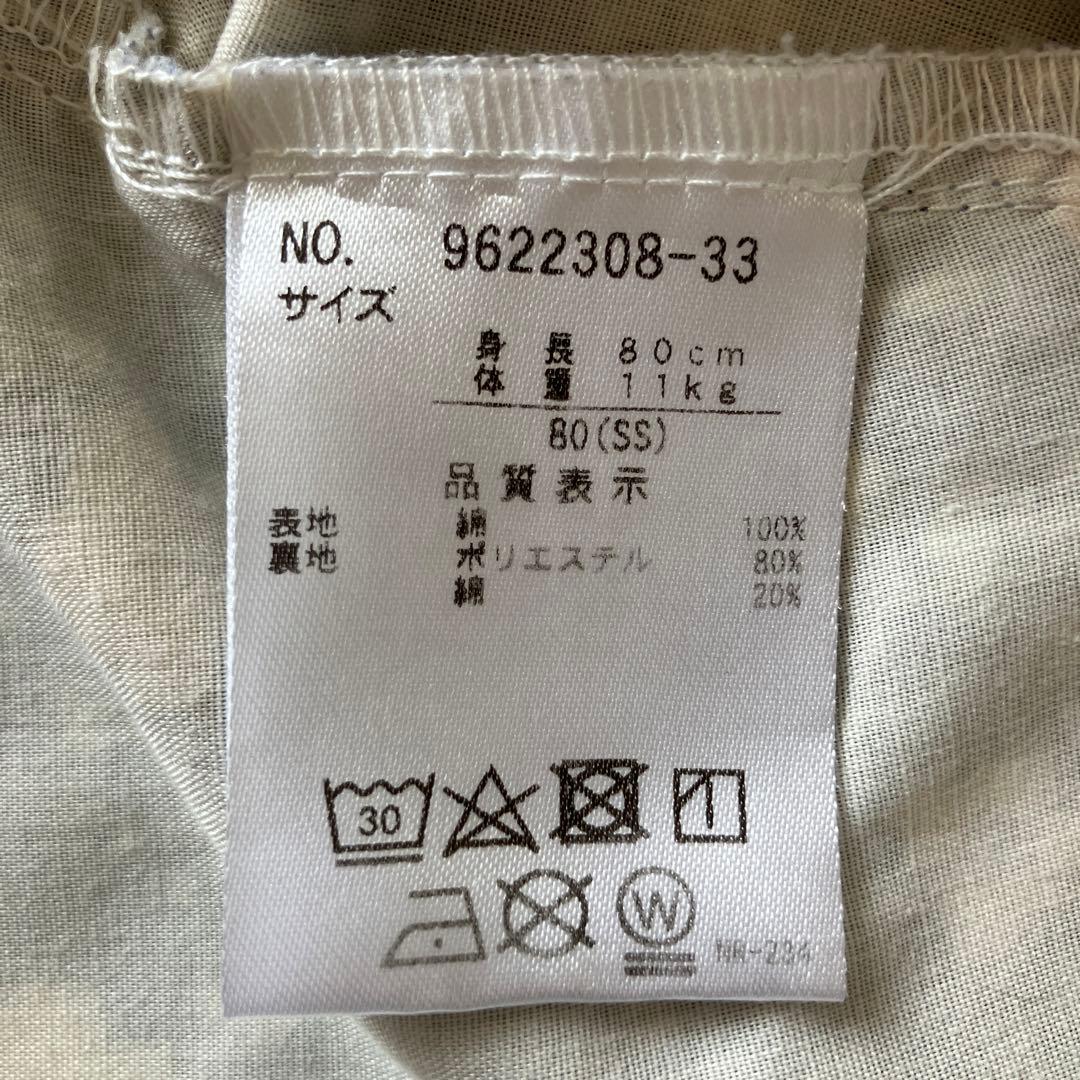 NO. 9622308-33
サイズ
身長 80cm
体重 11kg
80(SS)
品質表示
表地 綿 100%
裏地 ポリエステル 80%
綿 20%
30
W
NR-234